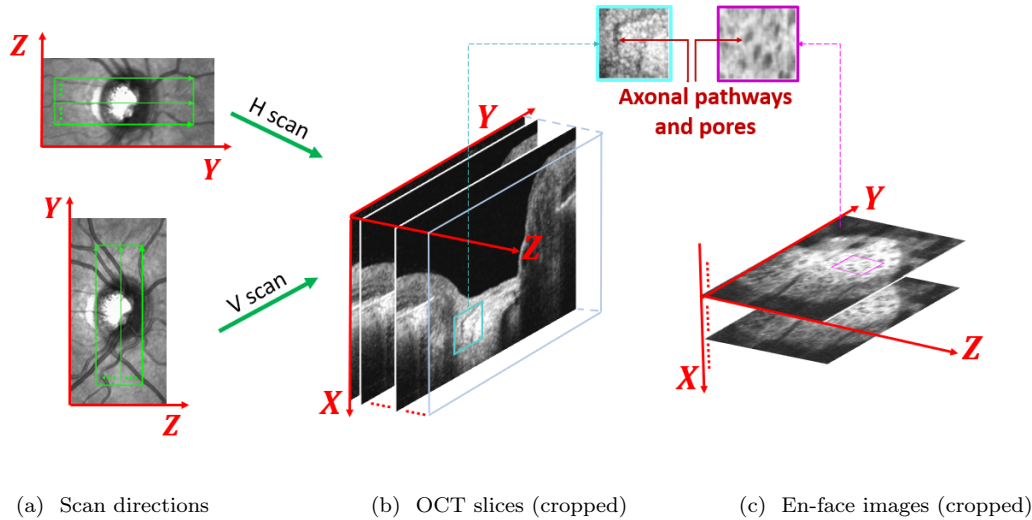 Z
Y
H scan
Y
Z
V scan
Axonal pathways
and pores
Y
Z
X
Y
Z
X
(a) Scan directions
(b) OCT slices (cropped)
(c) En-face images (cropped)